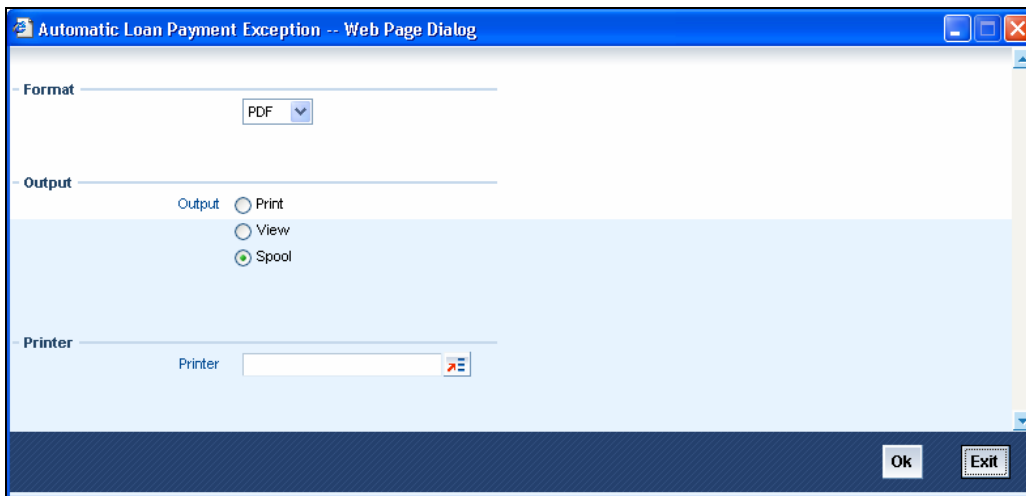 Automatic Loan Payment Exception -- Web Page Dialog
Format
PDF
Output
Output Print
View
Spool
Printer
Printer
Ok Exit